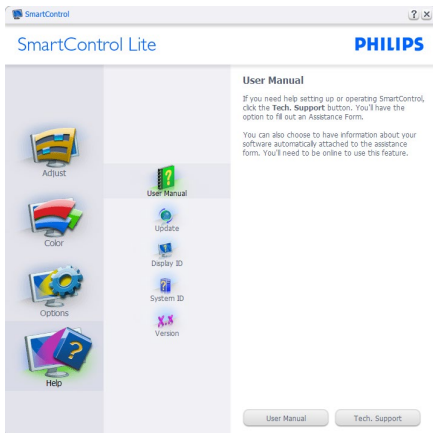 SmartControl
? X
SmartControl Lite
PHILIPS
Adjust
Color
Options
Help
User Manual
Update
Display ID
System ID
X.X
Version
User Manual
If you need help setting up or operating SmartControl,
click the Tech. Support button. You'll have the
option to fill out an Assistance Form.
You can also choose to have information about your
software automatically attached to the assistance
form. You'll need to be online to use this feature.
User Manual
Tech. Support